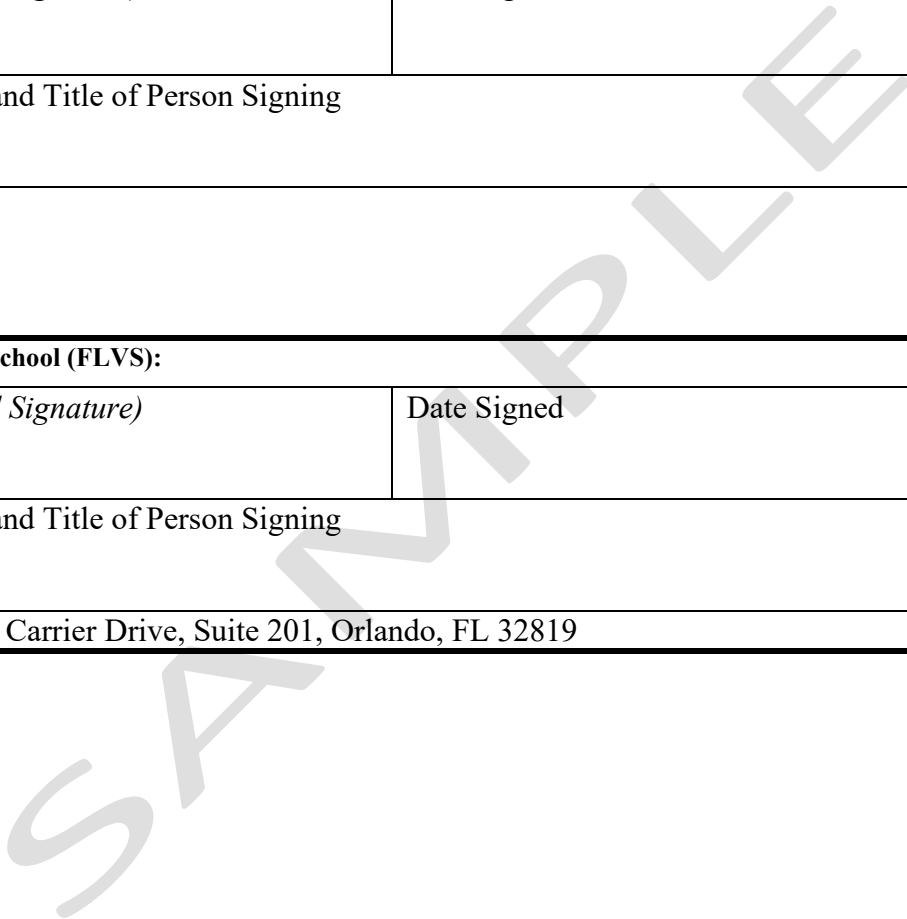 and Title of Person Signing
chool (FLVS):
Signature) Date Signed
and Title of Person Signing
Carrier Drive, Suite 201, Orlando, FL 32819
SAMPLE